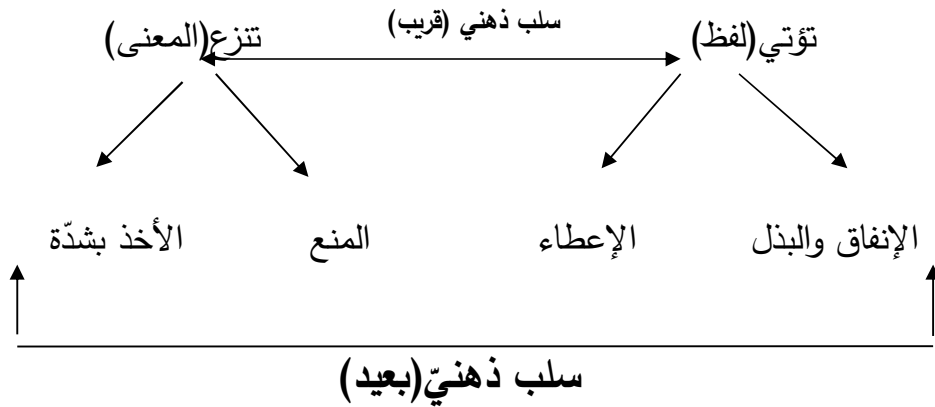 سلب ذهني (قريب)
تؤتي(لفظ) تنزع(المعنى)
الإنفاق والبذل الإعطاء المنع الأخذ بشدّة
سلب ذهنيّ(بعيد)